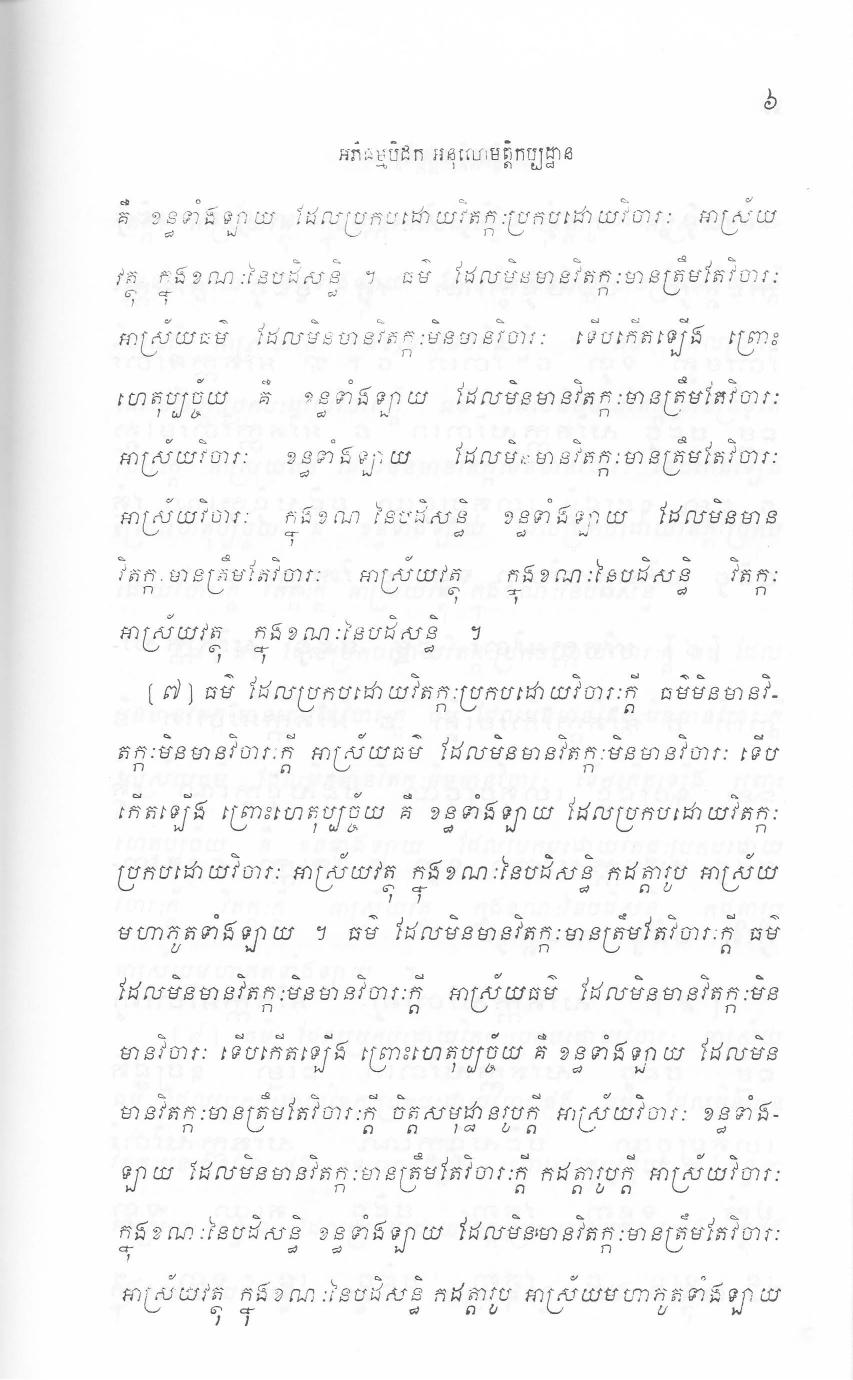 ៦
អភិធម្មបិដក អនុលោមត្តិកប្បដ្ឋាន
គឺ ខន្ធទាំងឡាយ ដែលប្រកបដោយវិតក្កៈប្រកបដោយវិចារៈ អាស្រ័យ
វត្ថុ ក្នុងខណៈនៃបដិសន្ធិ ។ ធម៌ ដែលមិនមានវិតក្កៈមានត្រឹមតែវិចារៈ
អាស្រ័យធម៌ ដែលមិនមានវិតក្កៈមិនមានវិចារៈ ទើបកើតឡើង ព្រោះ
ហេតុប្បច្ច័យ គឺ ខន្ធទាំងឡាយ ដែលមិនមានវិតក្កៈមានត្រឹមតែវិចារៈ
អាស្រ័យវិចារៈ ខន្ធទាំងឡាយ ដែលមិនមានវិតក្កៈមានត្រឹមតែវិចារៈ
អាស្រ័យវិចារៈ ក្នុងខណ នៃបដិសន្ធិ ខន្ធទាំងឡាយ ដែលមិនមាន
វិតក្កៈមានត្រឹមតែវិចារៈ អាស្រ័យវត្ថុ ក្នុងខណៈនៃបដិសន្ធិ វិតក្កៈ
អាស្រ័យវត្ថុ ក្នុងខណៈនៃបដិសន្ធិ ។
[៧] ធម៌ ដែលប្រកបដោយវិតក្កៈប្រកបដោយវិចារៈក្តី ធម៌មិនមានវិ-
តក្កៈមិនមានវិចារៈក្តី អាស្រ័យធម៌ ដែលមិនមានវិតក្កៈមិនមានវិចារៈ ទើប
កើតឡើង ព្រោះហេតុប្បច្ច័យ គឺ ខន្ធទាំងឡាយ ដែលប្រកបដោយវិតក្កៈ
ប្រកបដោយវិចារៈ អាស្រ័យវត្ថុ ក្នុងខណៈនៃបដិសន្ធិ កដត្តារូប អាស្រ័យ
មហាភូតទាំងឡាយ ។ ធម៌ ដែលមិនមានវិតក្កៈមានត្រឹមតែវិចារៈក្តី ធម៌
ដែលមិនមានវិតក្កៈមិនមានវិចារៈក្តី អាស្រ័យធម៌ ដែលមិនមានវិតក្កៈមិន
មានវិចារៈ ទើបកើតឡើង ព្រោះហេតុប្បច្ច័យ គឺ ខន្ធទាំងឡាយ ដែលមិន
មានវិតក្កៈមានត្រឹមតែវិចារៈក្តី ចិត្តសមុដ្ឋានរូបក្តី អាស្រ័យវិចារៈ ខន្ធទាំង-
ឡាយ ដែលមិនមានវិតក្កៈមានត្រឹមតែវិចារៈក្តី កដត្តារូបក្តី អាស្រ័យវិចារៈ
ក្នុងខណៈនៃបដិសន្ធិ ខន្ធទាំងឡាយ ដែលមិនមានវិតក្កៈមានត្រឹមតែវិចារៈ
អាស្រ័យវត្ថុ ក្នុងខណៈនៃបដិសន្ធិ កដត្តារូប អាស្រ័យមហាភូតទាំងឡាយ